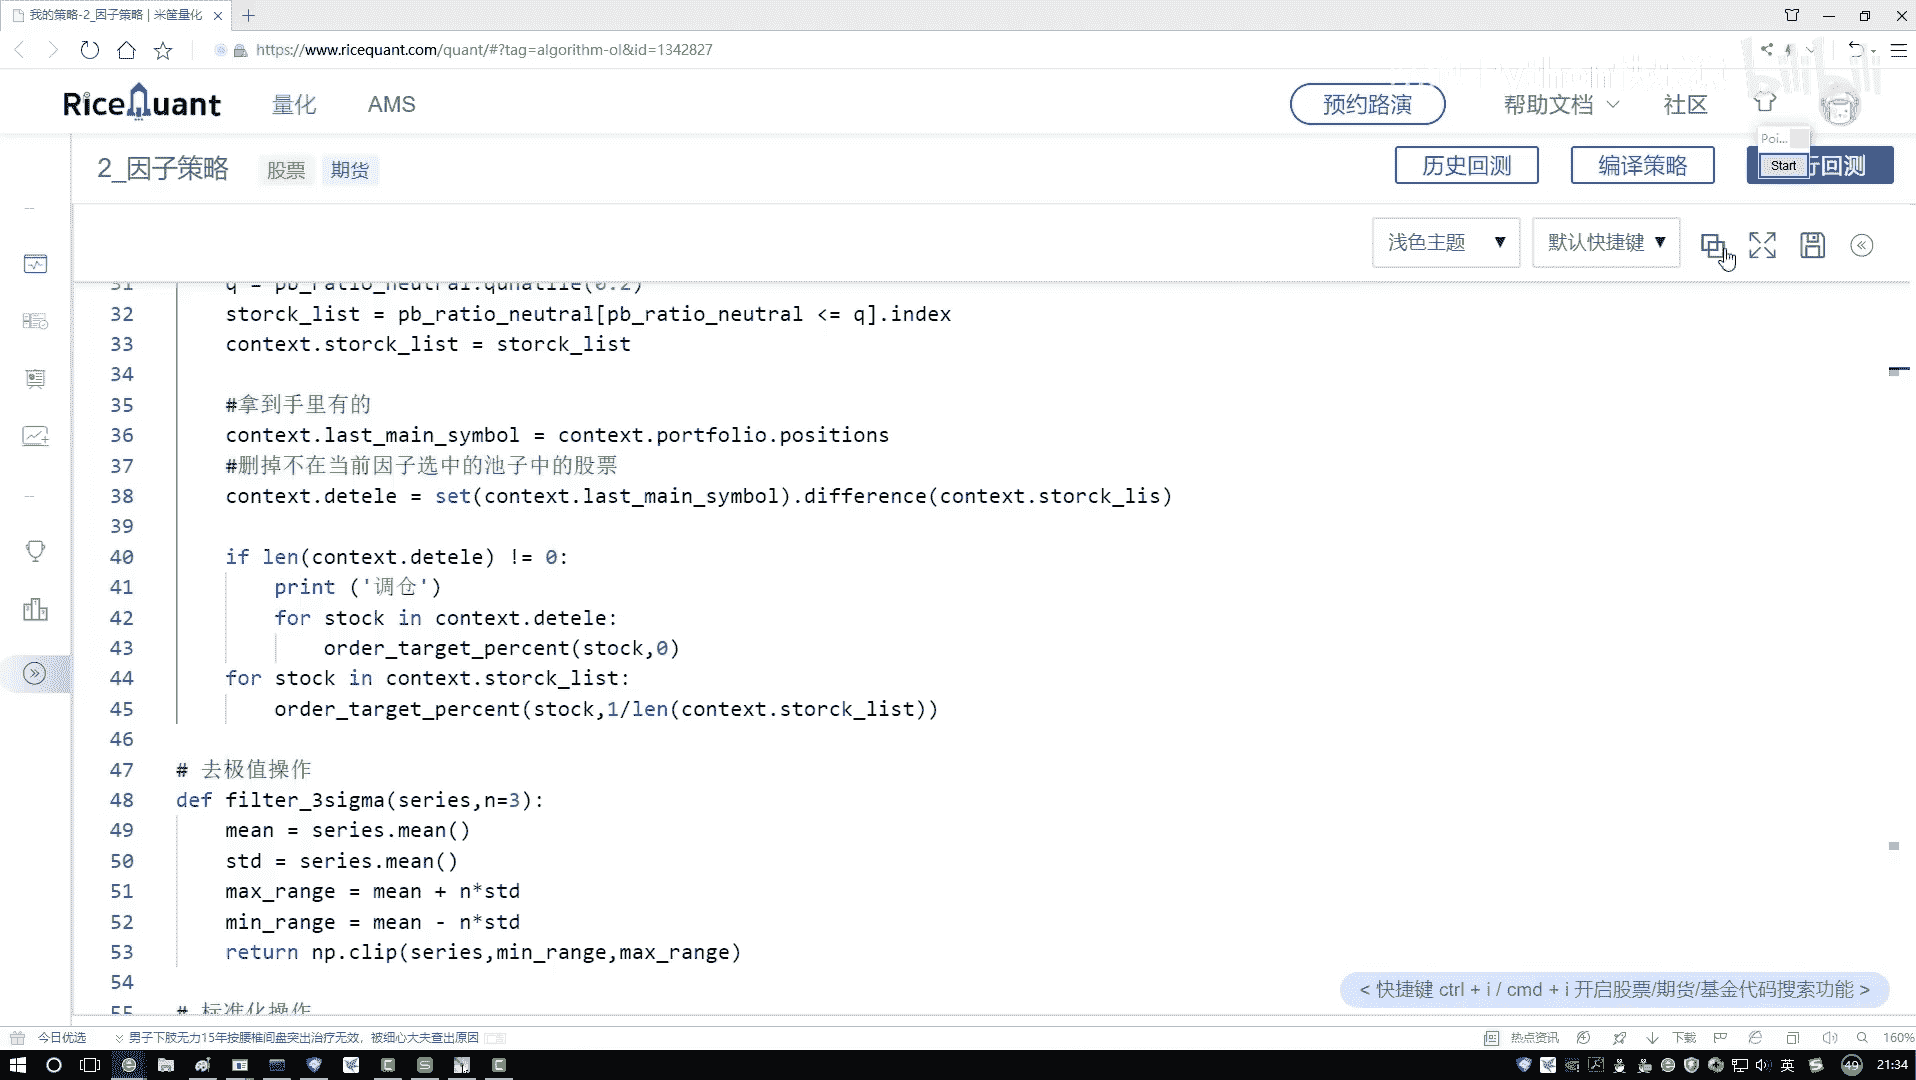 我的策略-2_因子策略 | 米筐量化
https://www.ricequant.com/quant/#?tag=algorithm-ol&id=1342827
bilibili
RiceQuant 量化 AMS 预约路演 帮助文档 社区
Poi...
2_因子策略 股票 期货 历史回测 编译策略 Start 行回测
浅色主题 ▼ 默认快捷键 ▼
31 q = pb_ratio_neutral.qunatile(0.2)
32 storck_list = pb_ratio_neutral[pb_ratio_neutral <= q].index
33 context.storck_list = storck_list
34
35 #拿到手里有的
36 context.last_main_symbol = context.portfolio.positions
37 #删掉不在当前因子选中的池子中的股票
38 context.detele = set(context.last_main_symbol).difference(context.storck_lis)
39
40 if len(context.detele) != 0:
41 print ('调仓')
42 for stock in context.detele:
43 order_target_percent(stock,0)
44 for stock in context.storck_list:
45 order_target_percent(stock,1/len(context.storck_list))
46
47 # 去极值操作
48 def filter_3sigma(series,n=3):
49 mean = series.mean()
50 std = series.mean()
51 max_range = mean + n*std
52 min_range = mean - n*std
53 return np.clip(series,min_range,max_range)
54
55 # 标准化操作
< 快捷键 ctrl + i / cmd + i 开启股票/期货/基金代码搜索功能 >
今日优选 男子下肢无力15年按腰椎间盘突出治疗无效，被细心大夫查出原因 热点资讯 下载 160%
英 49 21:34